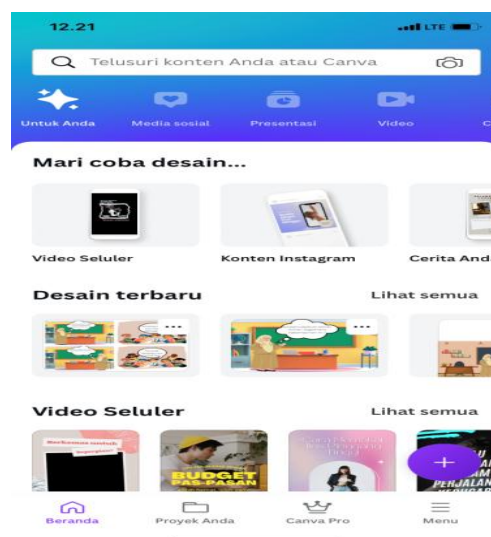 12.21
LTE
Telusuri konten Anda atau Canva
Untuk Anda
Media sosial
Presentasi
Video
C
Mari coba desain...
Video Seluler
Konten Instagram
Cerita And
Desain terbaru
Lihat semua
Video Seluler
Lihat semua
BUDGET
PAS-PASAN
PERJALAN
Beranda
Proyek Anda
Canva Pro
Menu